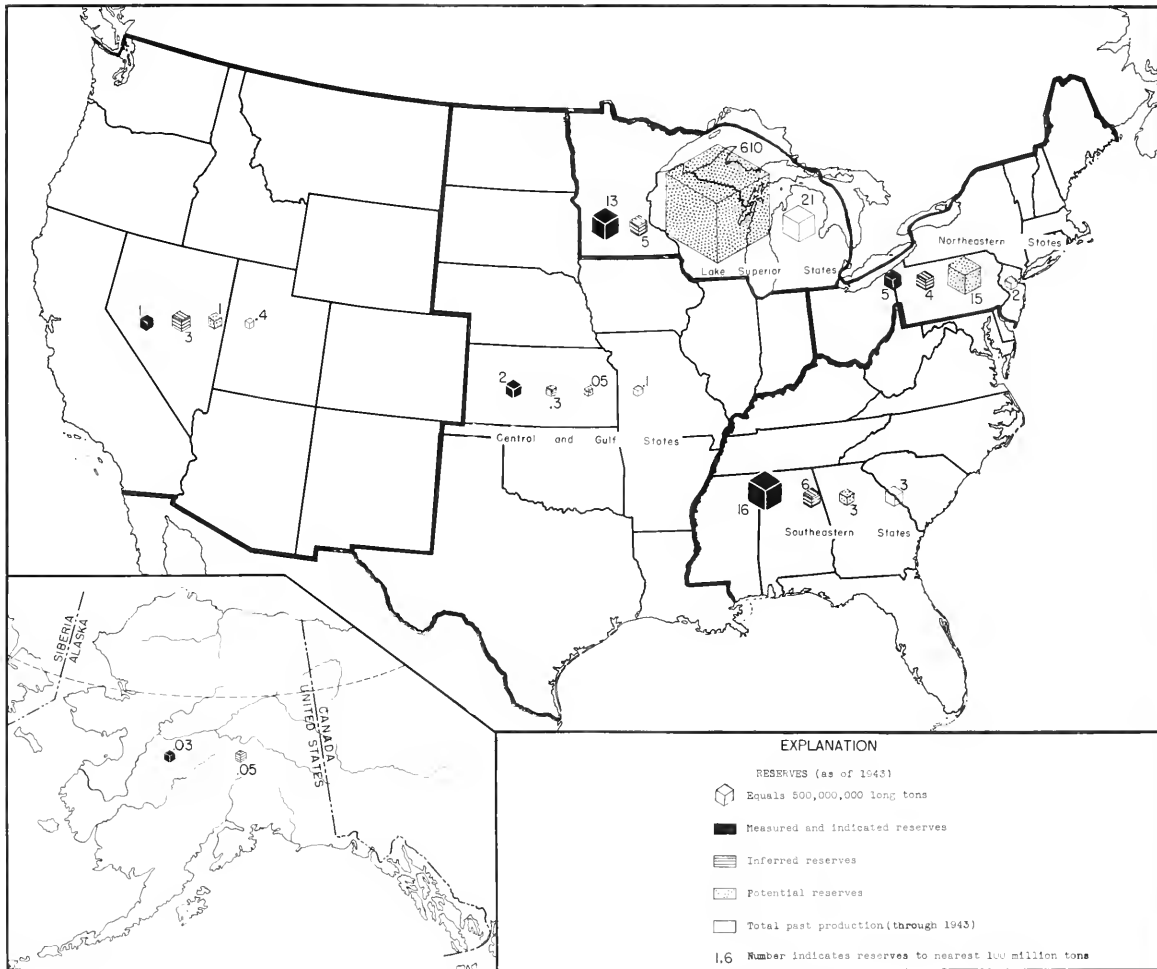 610
13
5
21
Lake Superior States
Northeastern States
5
4
15
2
1
3
1
.4
2
.3
.05
.1
Central and Gulf States
16
6
3
3
Southeastern States
SIBERIA
ALASKA
CANADA
UNITED STATES
.03
.05
EXPLANATION
RESERVES (as of 1943)
Equals 500,000,000 long tons
Measured and indicated reserves
Inferred reserves
Potential reserves
Total past production (through 1943)
1.6 Number indicates reserves to nearest 100 million tons